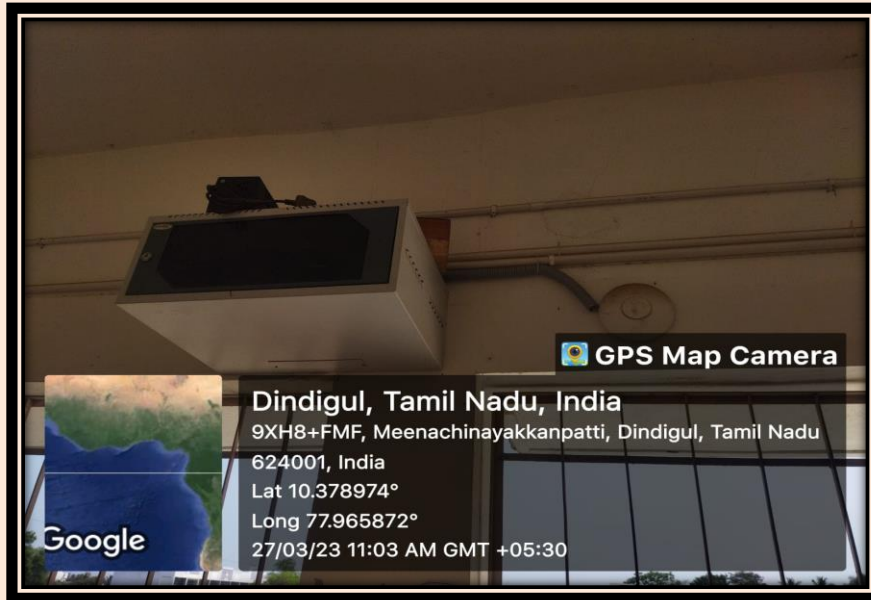 GPS Map Camera
Dindigul, Tamil Nadu, India
9XH8+FMF, Meenachinayakkanpatti, Dindigul, Tamil Nadu
624001, India
Lat 10.378974°
Long 77.965872°
27/03/23 11:03 AM GMT +05:30
Google